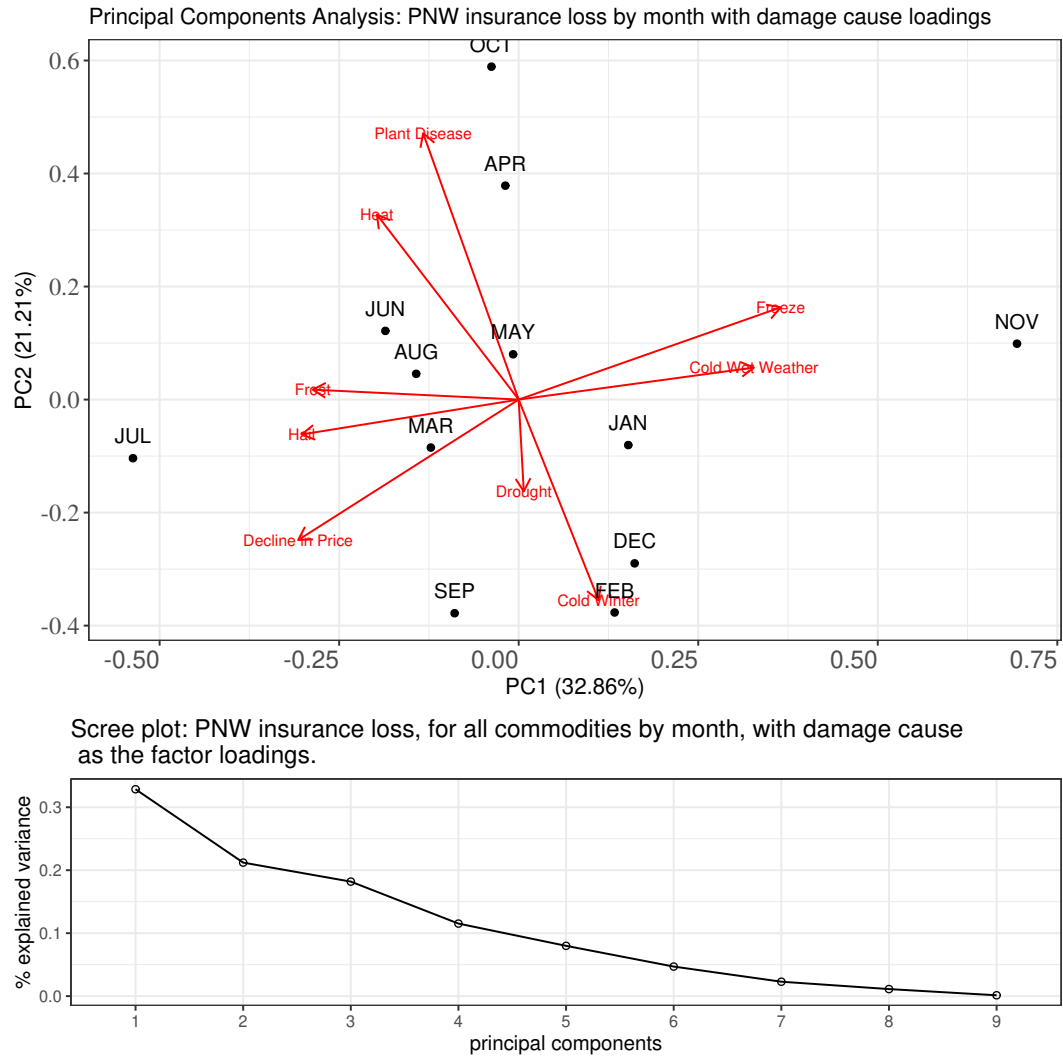 Principal Components Analysis: PNW insurance loss by month with damage cause loadings
OCT
0.6
Plant Disease
APR
0.4
Heat
0.2
JUN
MAY
Freeze
NOV
AUG
Cold Wet Weather
Frost
0.0
MAR
JAN
JUL
Hail
Drought
-0.2
Decline in Price
DEC
SEP
FEB
Cold Winter
-0.4
PC2 (21.21%)
-0.50
-0.25
0.00
0.25
0.50
0.75
PC1 (32.86%)
Scree plot: PNW insurance loss, for all commodities by month, with damage cause
as the factor loadings.
% explained variance
0.3
0.2
0.1
0.0
1
2
3
4
5
6
7
8
9
principal components